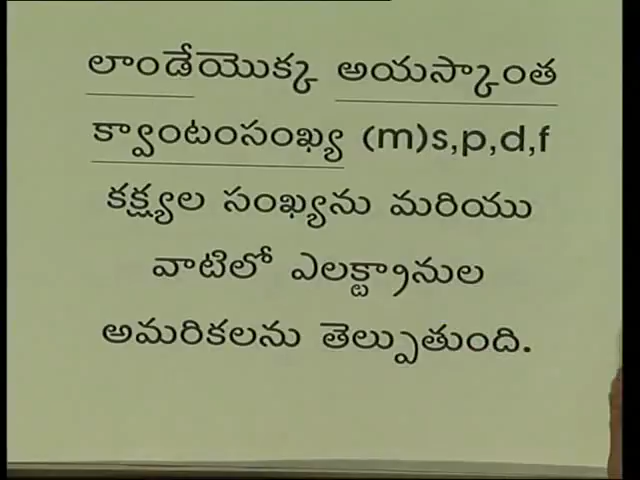 లాండేయొక్క అయస్కాంత
క్వాంటంసంఖ్య (m)s,p,d,f
కక్ష్యల సంఖ్యను మరియు
వాటిలో ఎలక్ట్రానుల
అమరికలను తెల్పుతుంది.